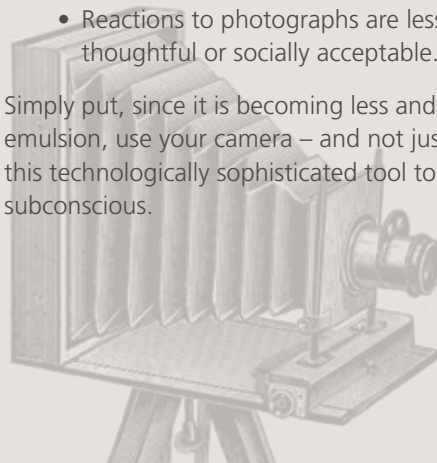 • Reactions to photographs are less
thoughtful or socially acceptable.
Simply put, since it is becoming less and
emulsion, use your camera – and not jus
this technologically sophisticated tool to
subconscious.